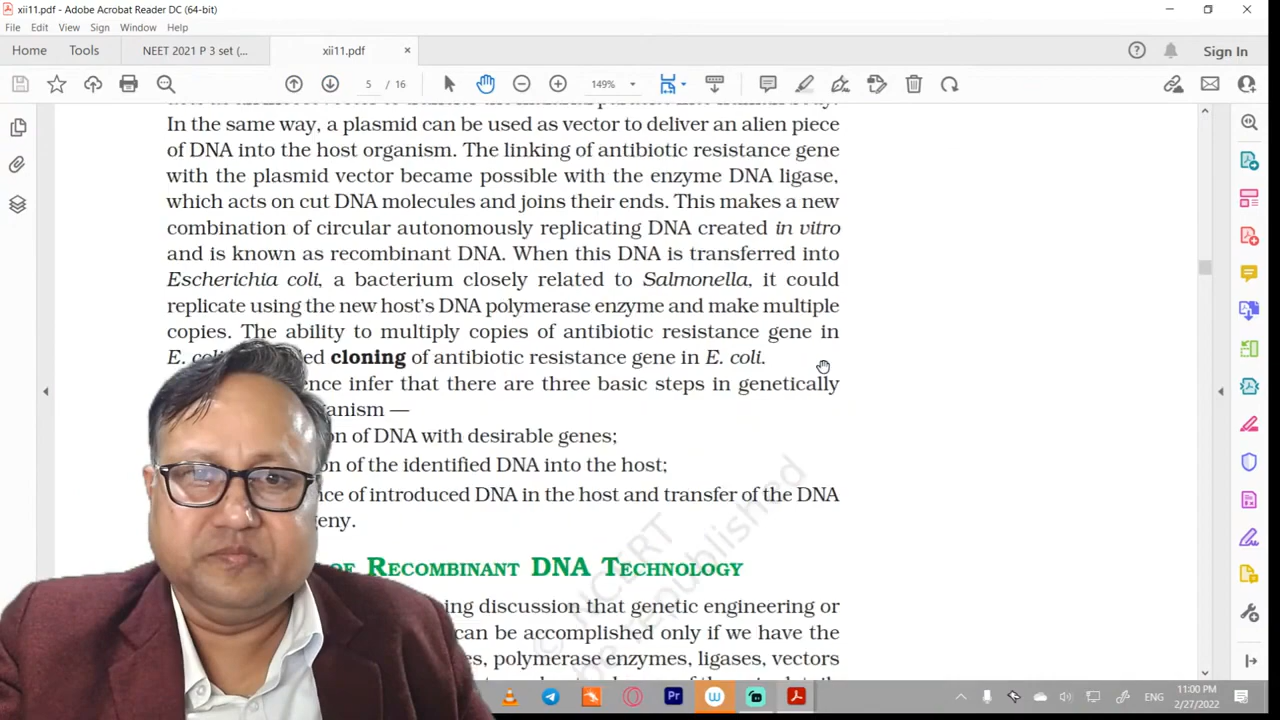 xii11.pdf - Adobe Acrobat Reader DC (64-bit)
File Edit View Sign Window Help
Home Tools NEET 2021 P 3 set (... xii11.pdf × Sign In
5 / 16 149%
In the same way, a plasmid can be used as vector to deliver an alien piece
of DNA into the host organism. The linking of antibiotic resistance gene
with the plasmid vector became possible with the enzyme DNA ligase,
which acts on cut DNA molecules and joins their ends. This makes a new
combination of circular autonomously replicating DNA created in vitro
and is known as recombinant DNA. When this DNA is transferred into
Escherichia coli, a bacterium closely related to Salmonella, it could
replicate using the new host's DNA polymerase enzyme and make multiple
copies. The ability to multiply copies of antibiotic resistance gene in
E. cloning of antibiotic resistance gene in E. coli.
infer that there are three basic steps in genetically
—
of DNA with desirable genes;
of the identified DNA into the host;
of introduced DNA in the host and transfer of the DNA
OF RECOMBINANT DNA TECHNOLOGY
discussion that genetic engineering or
can be accomplished only if we have the
polymerase enzymes, ligases, vectors
© NCERT
be republished
ENG 11:00 PM
2/27/2022